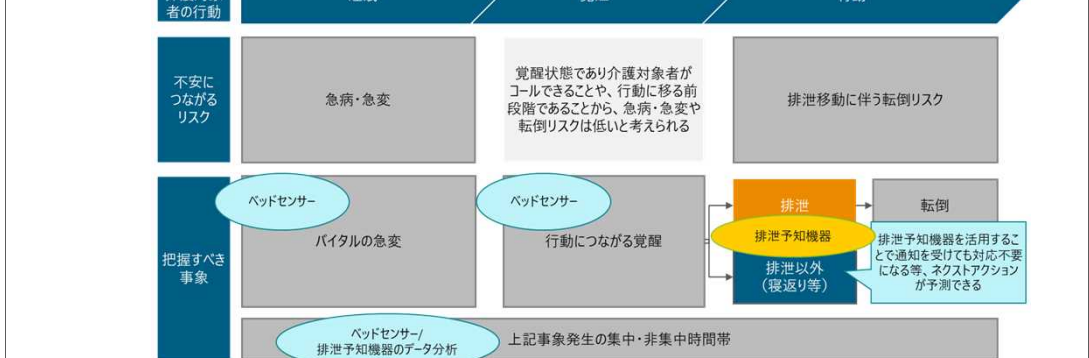 者の行動
不安に
つながる
リスク
急病・急変
覚醒状態であり介護対象者が
コールできることや、行動に移る前
段階であることから、急病・急変や
転倒リスクは低いと考えられる
排泄移動に伴う転倒リスク
把握すべき
事象
ベッドセンサー
バイタルの急変
ベッドセンサー
行動につながる覚醒
排泄
転倒
排泄予知機器
排泄以外
(寝返り等)
排泄予知機器を活用するこ
とで通知を受けても対応不要
になる等、ネクストアクション
が予測できる
ベッドセンサー/
排泄予知機器のデータ分析
上記事象発生の集中・非集中時間帯